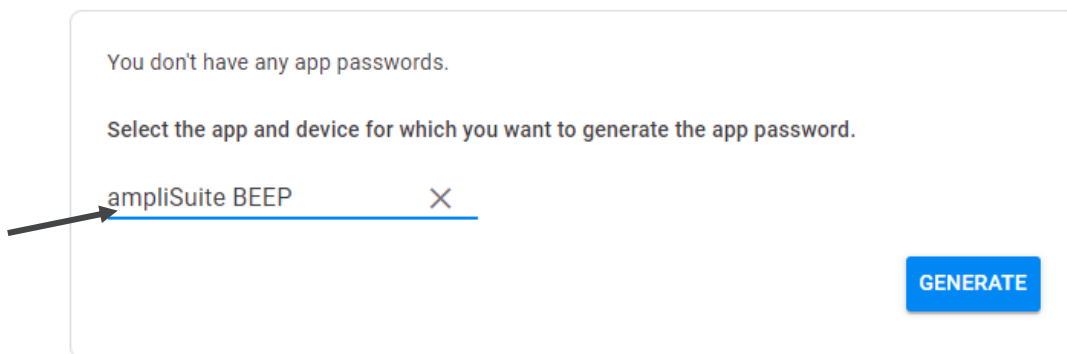 You don't have any app passwords.
Select the app and device for which you want to generate the app password.
ampliSuite BEEP
GENERATE